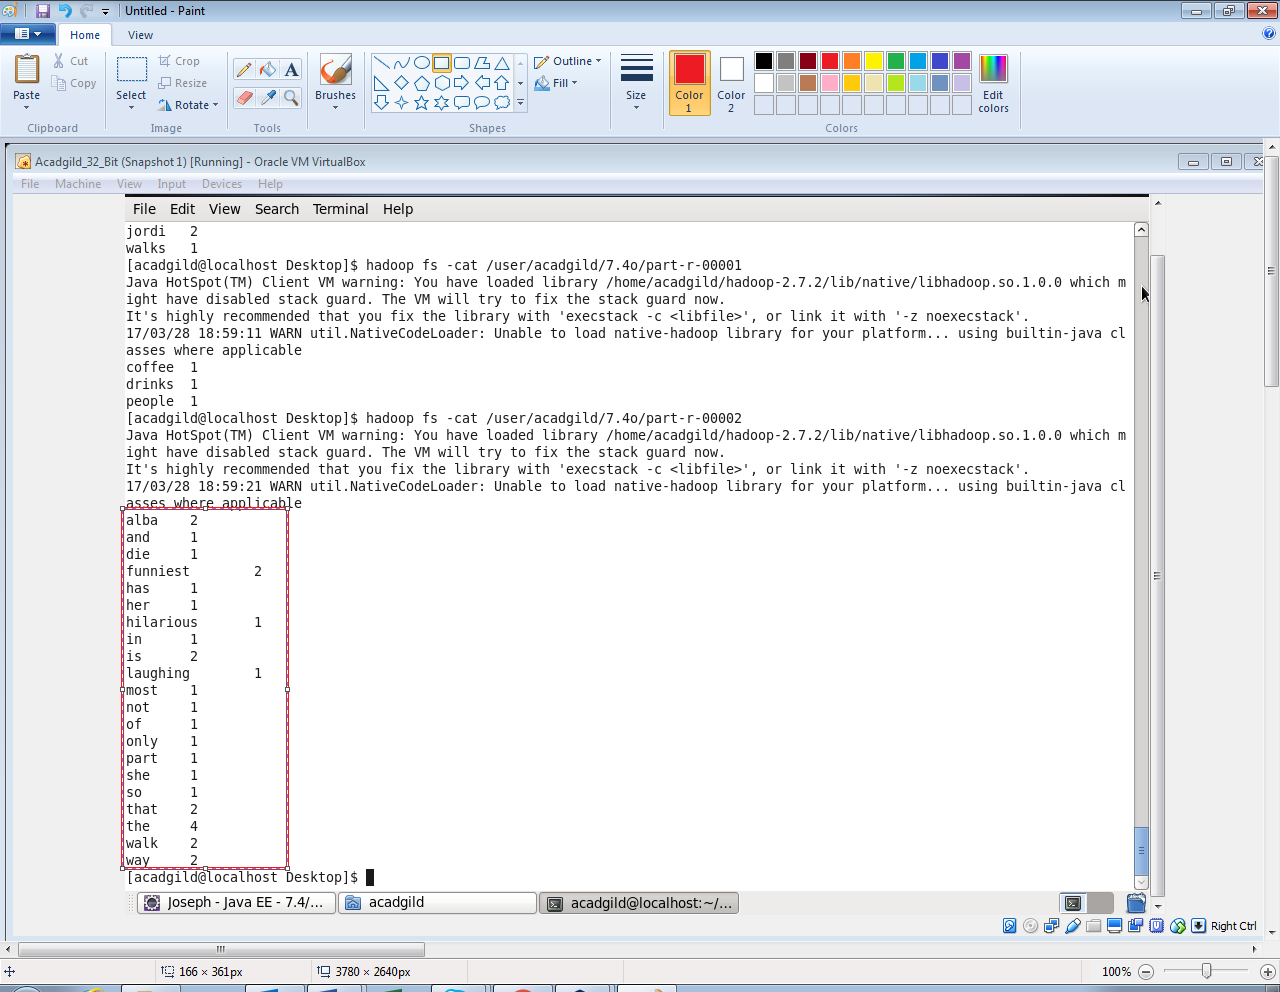 Untitled - Paint
Home View
Cut
Copy
Paste
Clipboard
Crop
Resize
Rotate
Select
Image
Tools
Brushes
Outline
Fill
Shapes
Size
Color 1
Color 2
Edit colors
Colors
Acadgild_32_Bit (Snapshot 1) [Running] - Oracle VM VirtualBox
File Machine View Input Devices Help
File Edit View Search Terminal Help
jordi 2
walks 1
[acadgild@localhost Desktop]$ hadoop fs -cat /user/acadgild/7.4o/part-r-00001
Java HotSpot(TM) Client VM warning: You have loaded library /home/acadgild/hadoop-2.7.2/lib/native/libhadoop.so.1.0.0 which m
ight have disabled stack guard. The VM will try to fix the stack guard now.
It's highly recommended that you fix the library with 'execstack -c <libfile>', or link it with '-z noexecstack'.
17/03/28 18:59:11 WARN util.NativeCodeLoader: Unable to load native-hadoop library for your platform... using builtin-java cl
asses where applicable
coffee 1
drinks 1
people 1
[acadgild@localhost Desktop]$ hadoop fs -cat /user/acadgild/7.4o/part-r-00002
Java HotSpot(TM) Client VM warning: You have loaded library /home/acadgild/hadoop-2.7.2/lib/native/libhadoop.so.1.0.0 which m
ight have disabled stack guard. The VM will try to fix the stack guard now.
It's highly recommended that you fix the library with 'execstack -c <libfile>', or link it with '-z noexecstack'.
17/03/28 18:59:21 WARN util.NativeCodeLoader: Unable to load native-hadoop library for your platform... using builtin-java cl
asses where applicable
alba 2
and 1
die 1
funniest 2
has 1
her 1
hilarious 1
in 1
is 2
laughing 1
most 1
not 1
of 1
only 1
part 1
she 1
so 1
that 2
the 4
walk 2
way 2
[acadgild@localhost Desktop]$
Joseph - Java EE - 7.4/... acadgild acadgild@localhost:~/...
Right Ctrl
166 × 361px 3780 × 2640px 100%